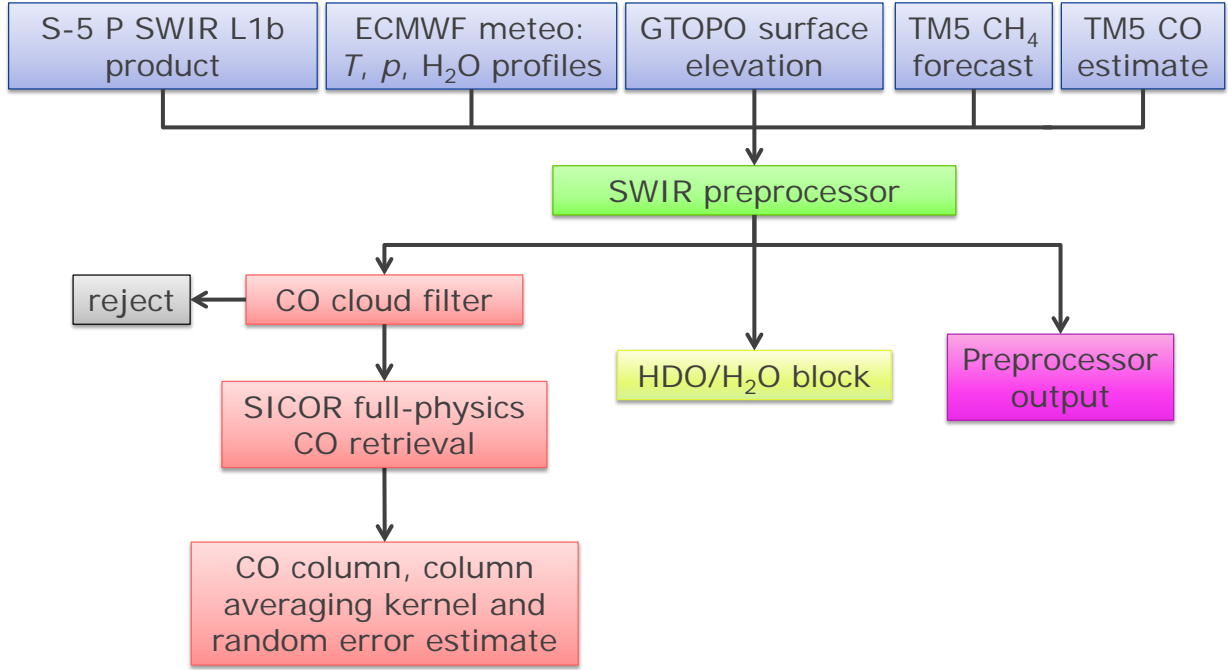 S-5 P SWIR L1b
product
ECMWF meteo:
T, p, H₂O profiles
GTOPO surface
elevation
TM5 CH₄
forecast
TM5 CO
estimate
SWIR preprocessor
reject
CO cloud filter
HDO/H₂O block
Preprocessor
output
SICOR full-physics
CO retrieval
CO column, column
averaging kernel and
random error estimate